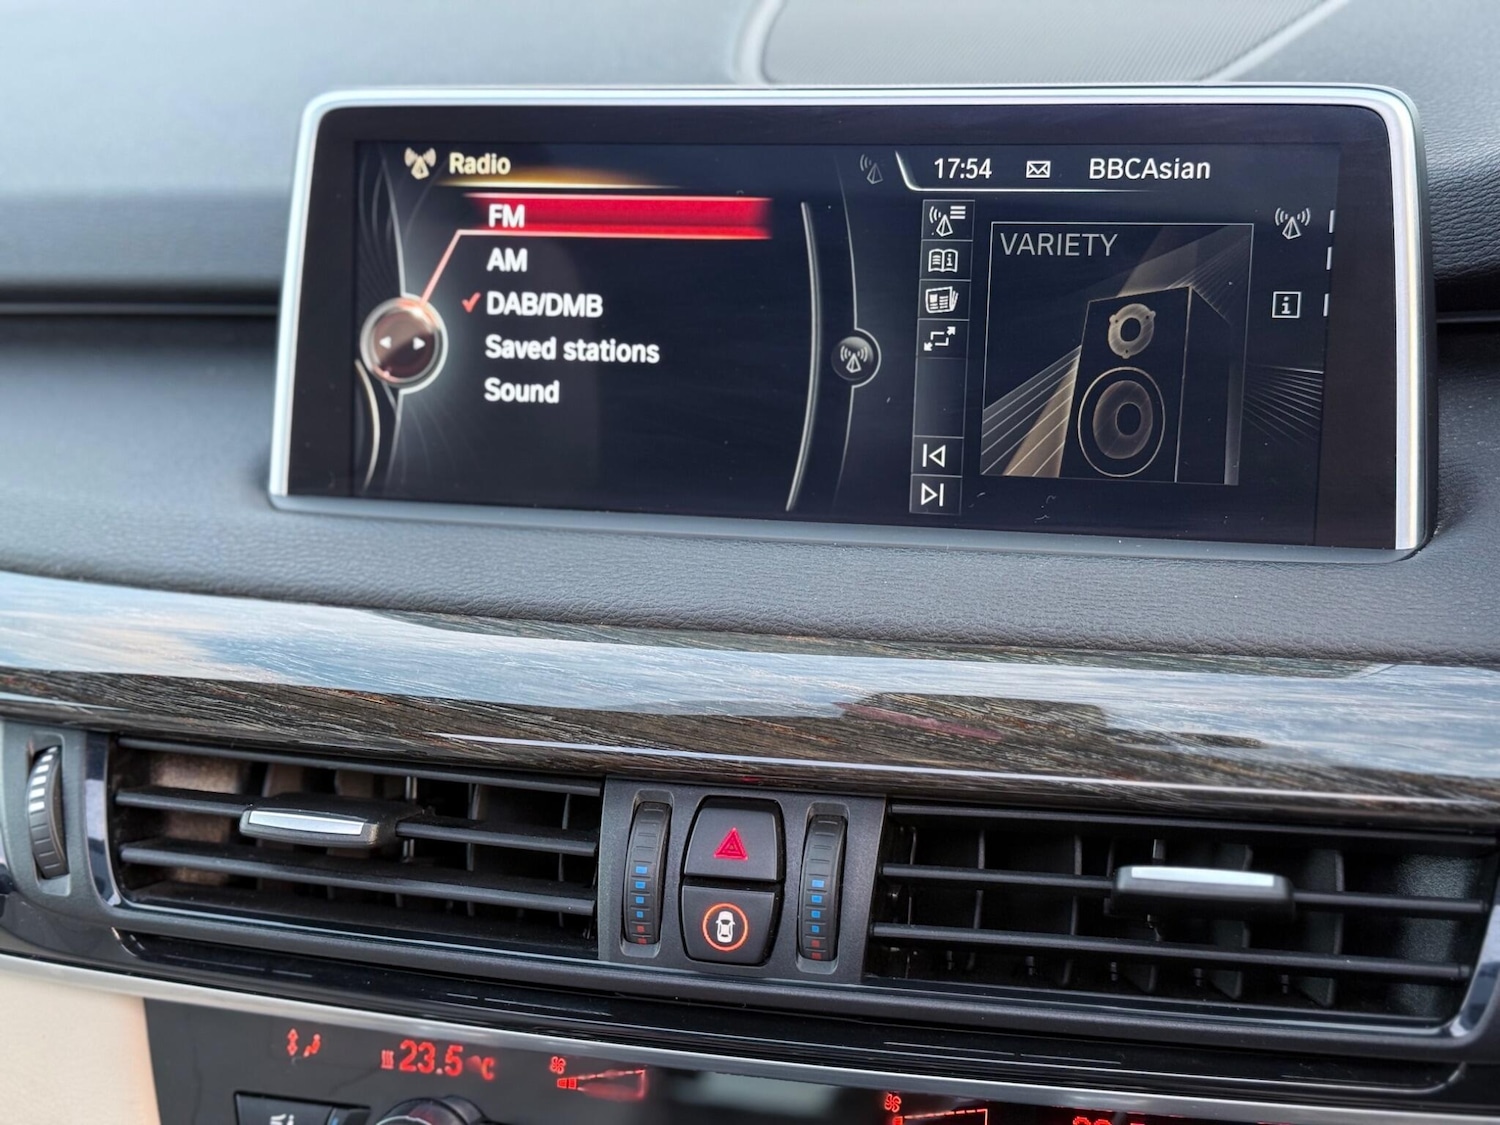 Radio
17:54 BBCAsian
FM
AM
DAB/DMB
Saved stations
Sound
VARIETY
i
23.5 °C